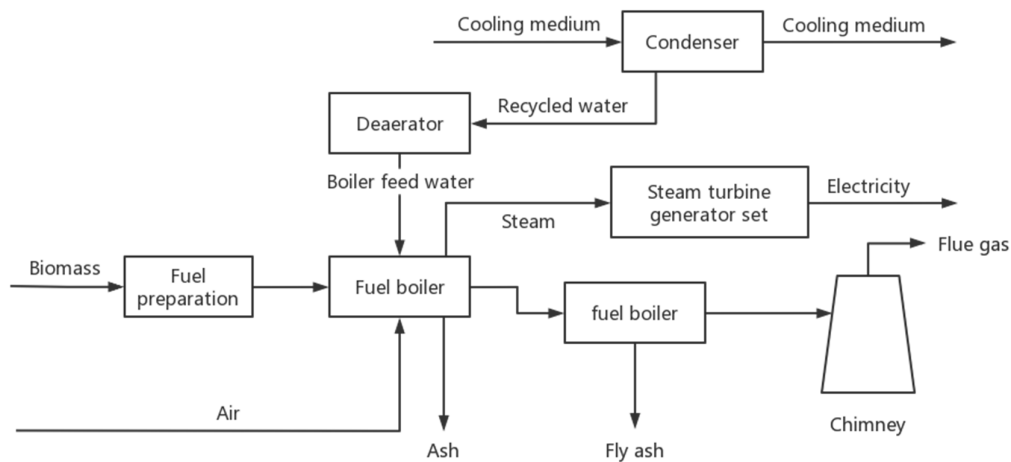 Cooling medium
Condenser
Cooling medium
Recycled water
Deaerator
Boiler feed water
Steam turbine
generator set
Electricity
Steam
Flue gas
Biomass
Fuel
preparation
Fuel boiler
fuel boiler
Air
Chimney
Ash
Fly ash